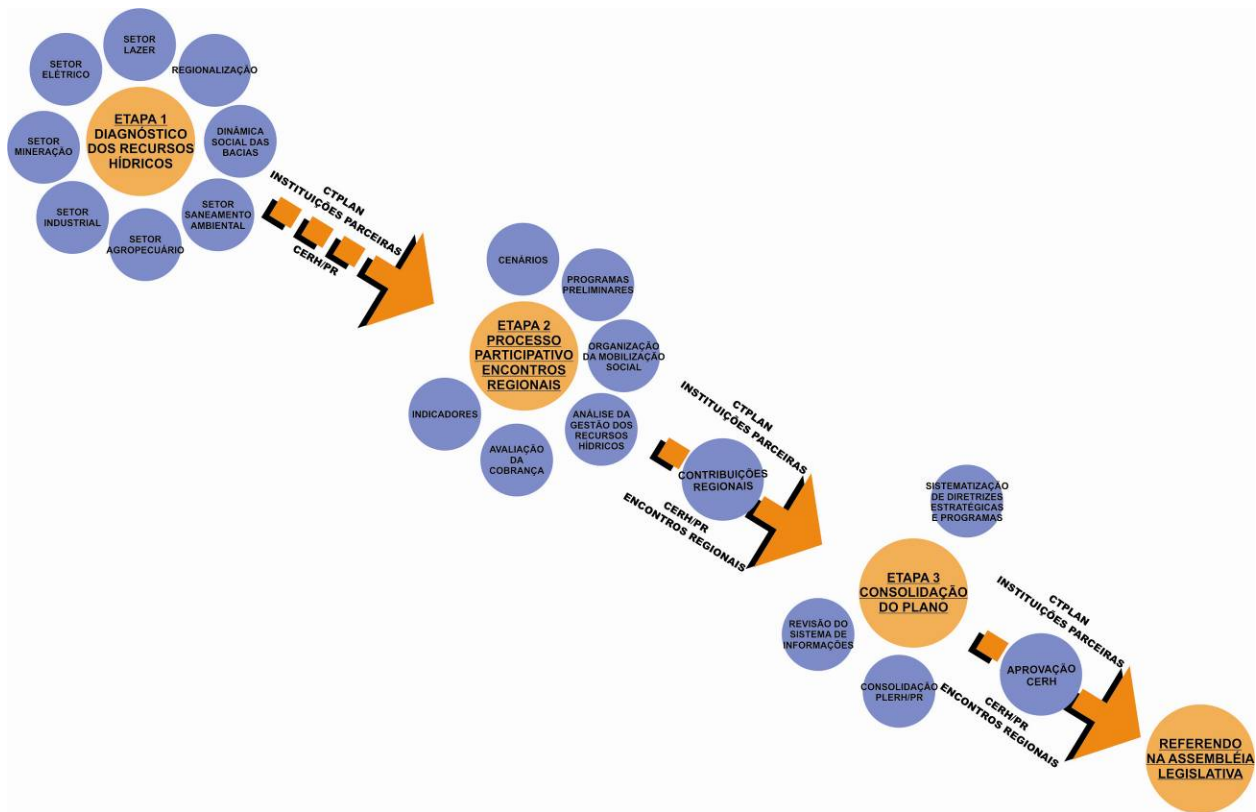 SETOR
LAZER
SETOR
ELÉTRICO
REGIONALIZAÇÃO
ETAPA 1
DIAGNÓSTICO
DOS RECURSOS
HÍDRICOS
SETOR
MINERAÇÃO
DINÂMICA
SOCIAL DAS
BACIAS
SETOR
INDUSTRIAL
SETOR
SANEAMENTO
AMBIENTAL
SETOR
AGROPECUÁRIO
CTPLAN
INSTITUIÇÕES PARCEIRAS
CERH/PR
CENÁRIOS
PROGRAMAS
PRELIMINARES
ETAPA 2
PROCESSO
PARTICIPATIVO
ENCONTROS
REGIONAIS
ORGANIZAÇÃO
DA MOBILIZAÇÃO
SOCIAL
INDICADORES
ANÁLISE DA
GESTÃO DOS
RECURSOS
HÍDRICOS
AVALIAÇÃO
DA
COBRANÇA
CTPLAN
INSTITUIÇÕES PARCEIRAS
CONTRIBUIÇÕES
REGIONAIS
CERH/PR
ENCONTROS REGIONAIS
SISTEMATIZAÇÃO
DE DIRETRIZES
ESTRATÉGICAS
E PROGRAMAS
ETAPA 3
CONSOLIDAÇÃO
DO PLANO
REVISÃO DO
SISTEMA DE
INFORMAÇÕES
CONSOLIDAÇÃO
PLERH/PR
CTPLAN
INSTITUIÇÕES PARCEIRAS
APROVAÇÃO
CERH
CERH/PR
ENCONTROS REGIONAIS
REFERENDO
NA ASSEMBLÉIA
LEGISLATIVA